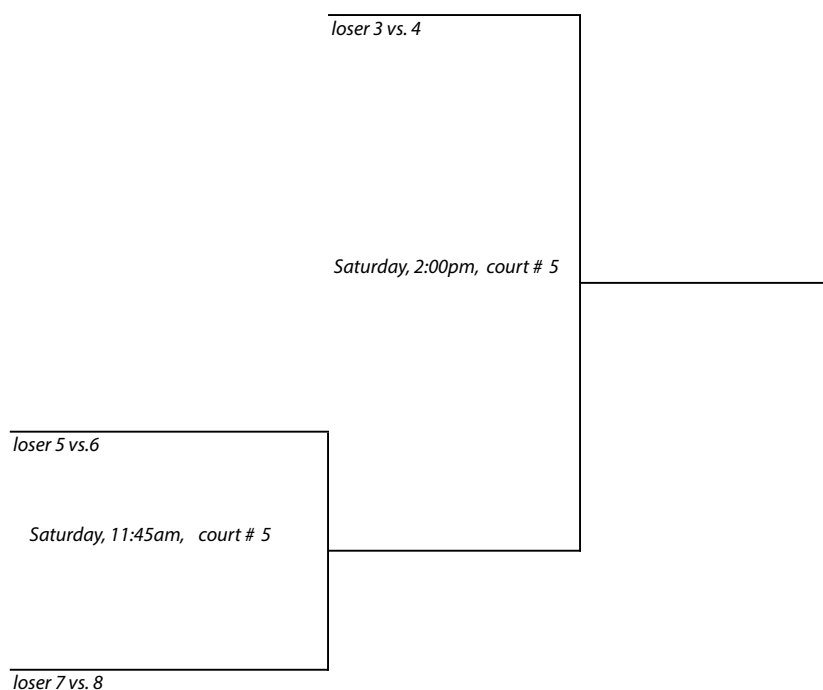 loser 3 vs. 4
Saturday, 2:00pm, court # 5
loser 5 vs.6
Saturday, 11:45am, court # 5
loser 7 vs. 8